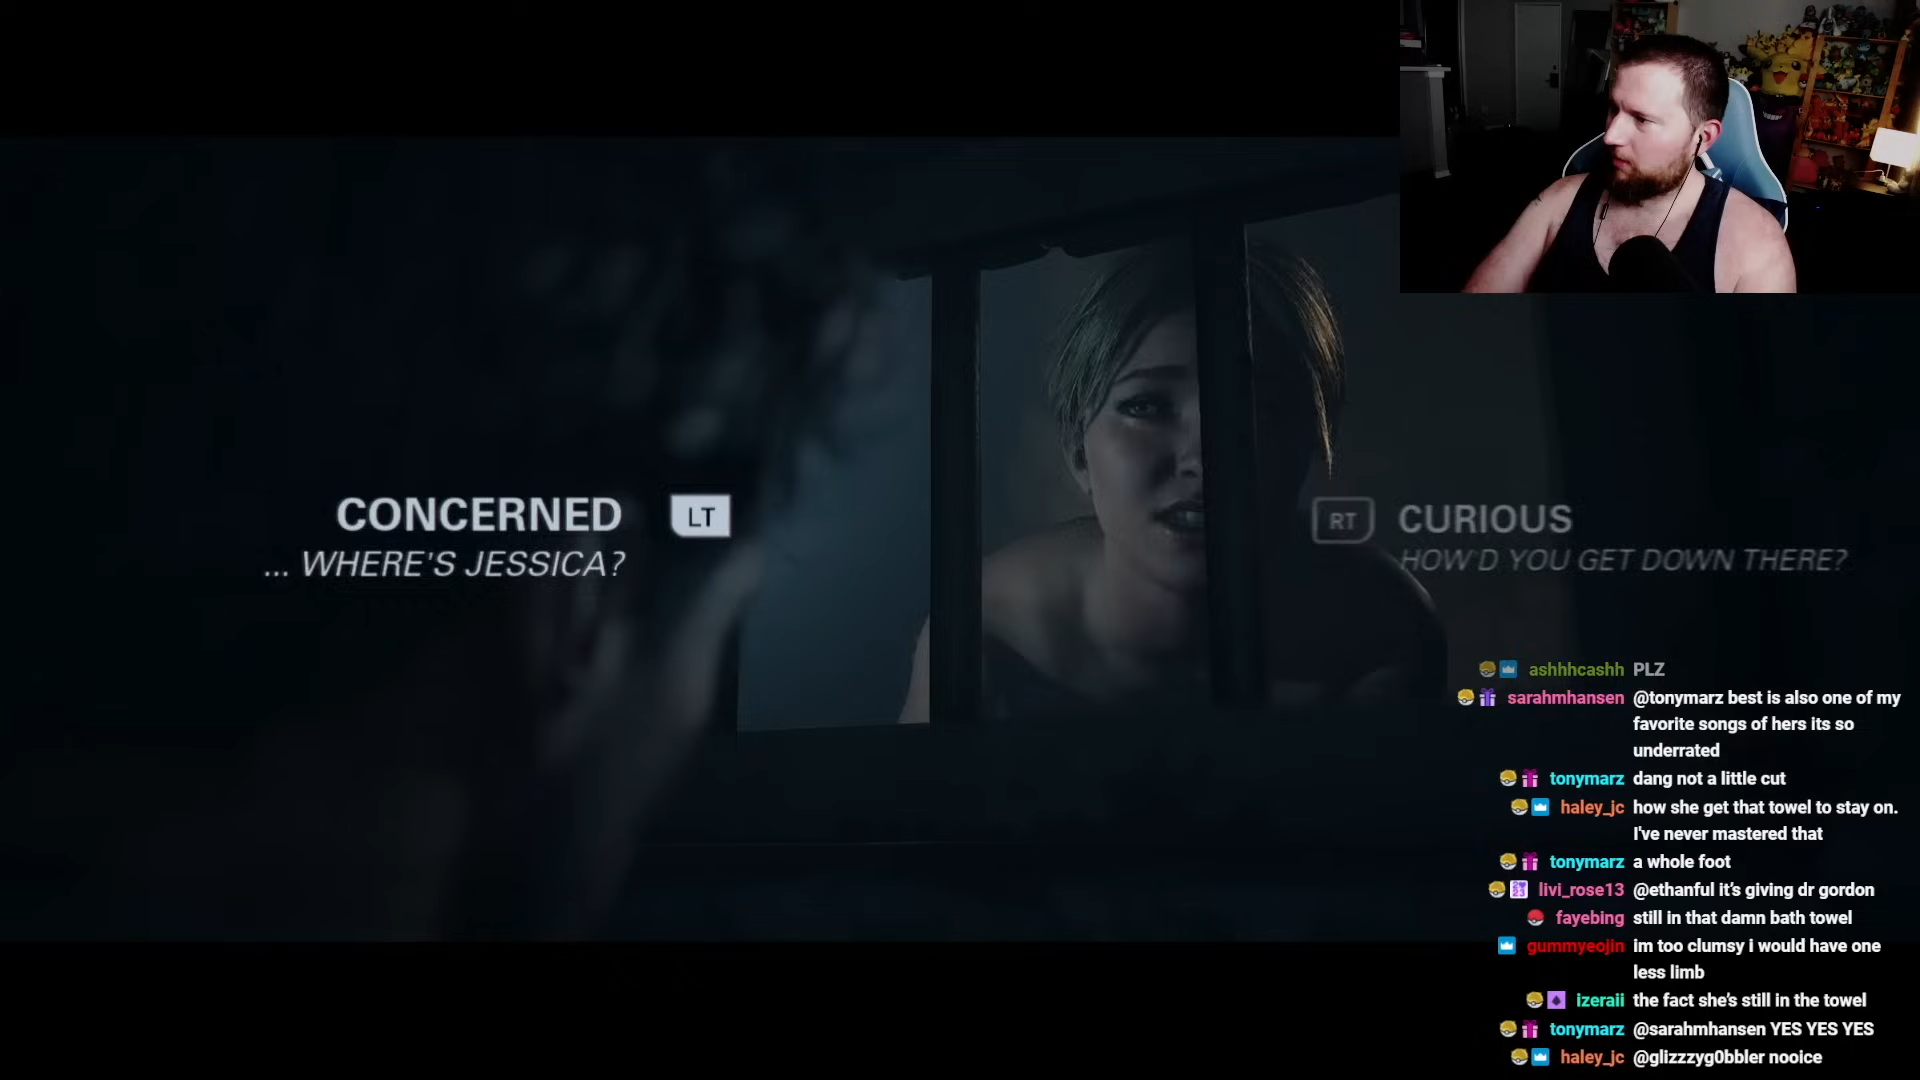 CONCERNED LT
... WHERE'S JESSICA?
RT CURIOUS
HOW'D YOU GET DOWN THERE?
ashhhcashh PLZ
sarahmhansen @tonymarz best is also one of my
favorite songs of hers its so
underrated
tonymarz dang not a little cut
haley_jc how she get that towel to stay on.
I've never mastered that
tonymarz a whole foot
livi_rose13 @ethanful it's giving dr gordon
fayebing still in that damn bath towel
gummyeojin im too clumsy i would have one
less limb
izeraii the fact she's still in the towel
tonymarz @sarahmhansen YES YES YES
haley_jc @glizzzyg0bbler nooice